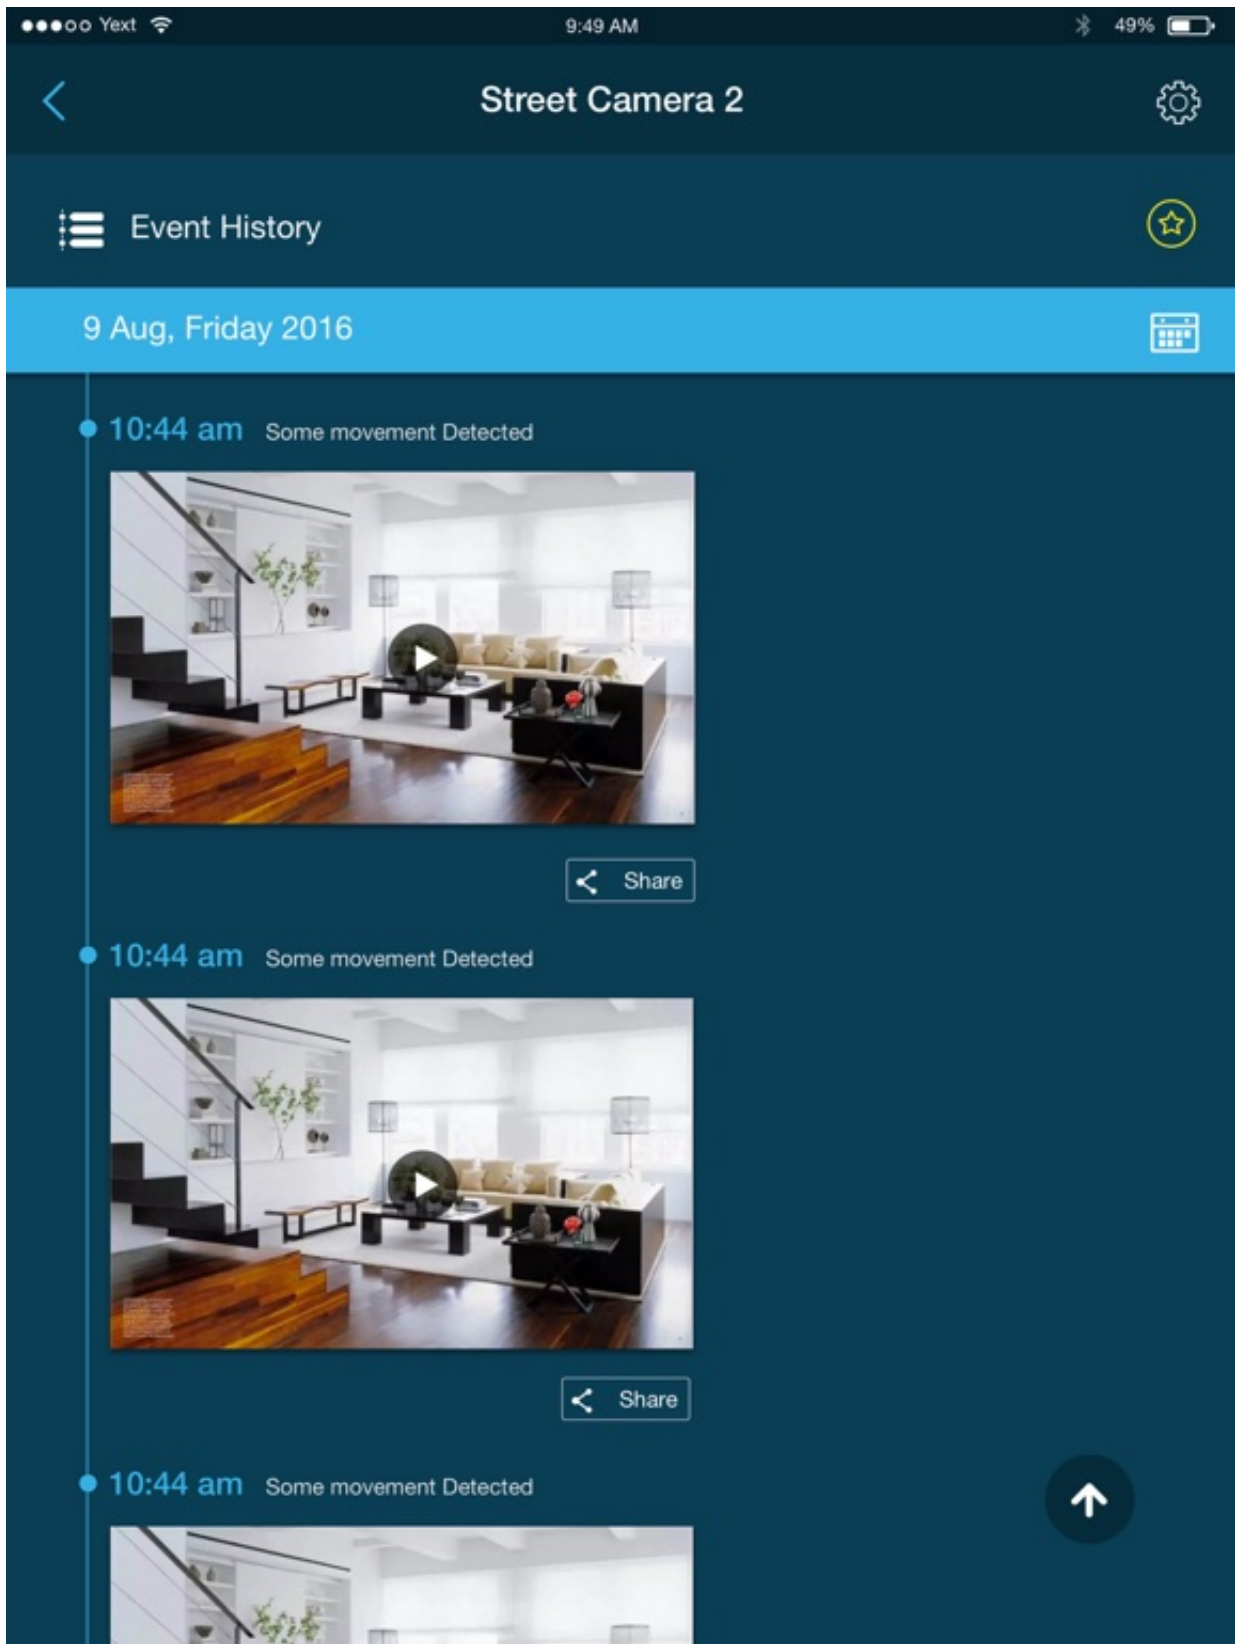 Yext
9:49 AM
49%
Street Camera 2
Event History
9 Aug, Friday 2016
10:44 am Some movement Detected
Share
10:44 am Some movement Detected
Share
10:44 am Some movement Detected